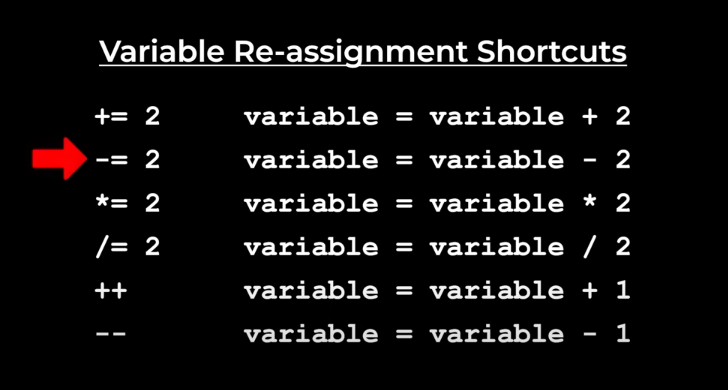 Variable Re-assignment Shortcuts
+= 2 variable = variable + 2
-= 2 variable = variable - 2
*= 2 variable = variable * 2
/= 2 variable = variable / 2
++ variable = variable + 1
-- variable = variable - 1